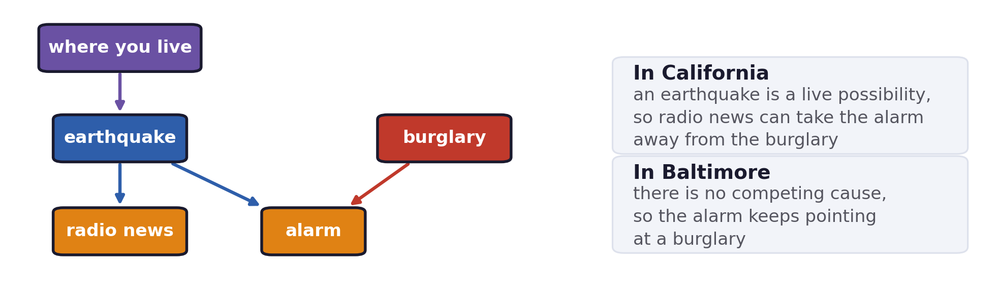 where you live
earthquake
burglary
radio news
alarm
In California
an earthquake is a live possibility,
so radio news can take the alarm
away from the burglary
In Baltimore
there is no competing cause,
so the alarm keeps pointing
at a burglary